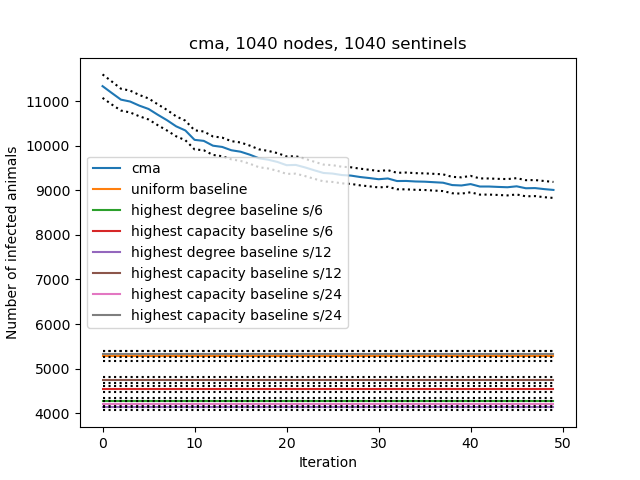 cma, 1040 nodes, 1040 sentinels
Number of infected animals
11000
10000
9000
8000
7000
6000
5000
4000
cma
uniform baseline
highest degree baseline s/6
highest capacity baseline s/6
highest degree baseline s/12
highest capacity baseline s/12
highest capacity baseline s/24
highest capacity baseline s/24
0 10 20 30 40 50
Iteration